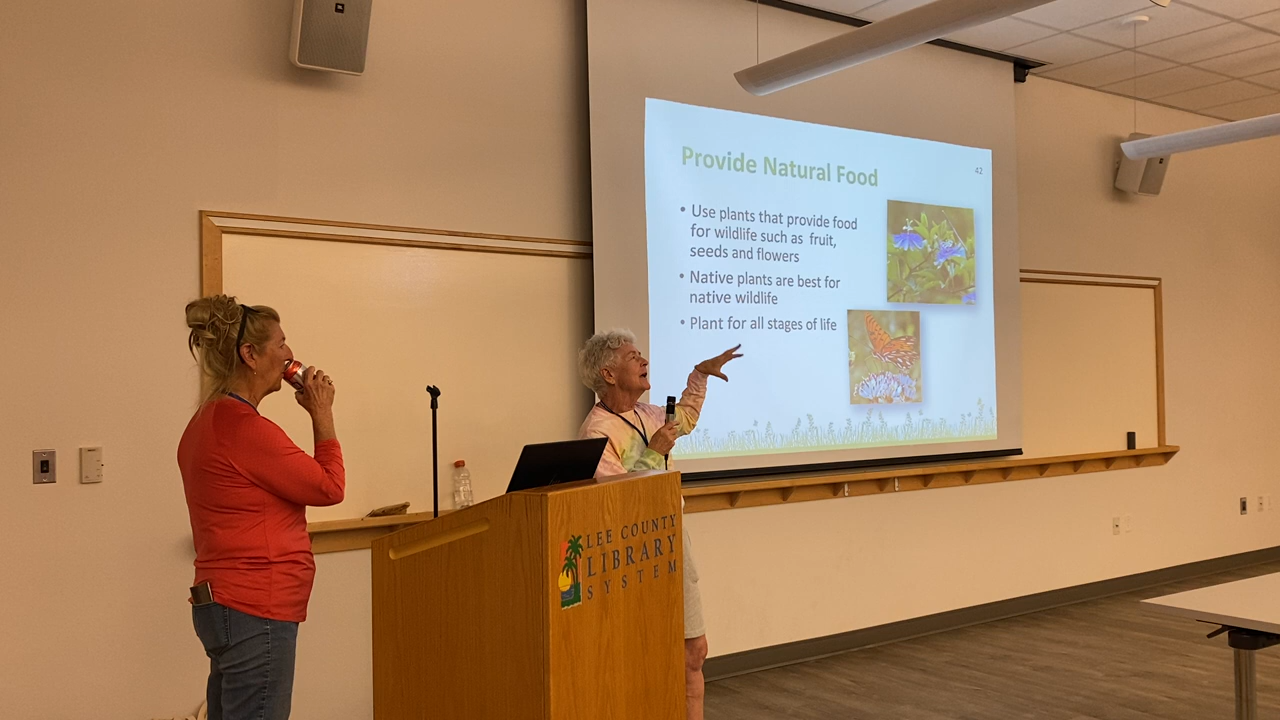 Provide Natural Food
42
• Use plants that provide food
for wildlife such as fruit,
seeds and flowers
• Native plants are best for
native wildlife
• Plant for all stages of life
LEE COUNTY
LIBRARY
SYSTEM
JBL